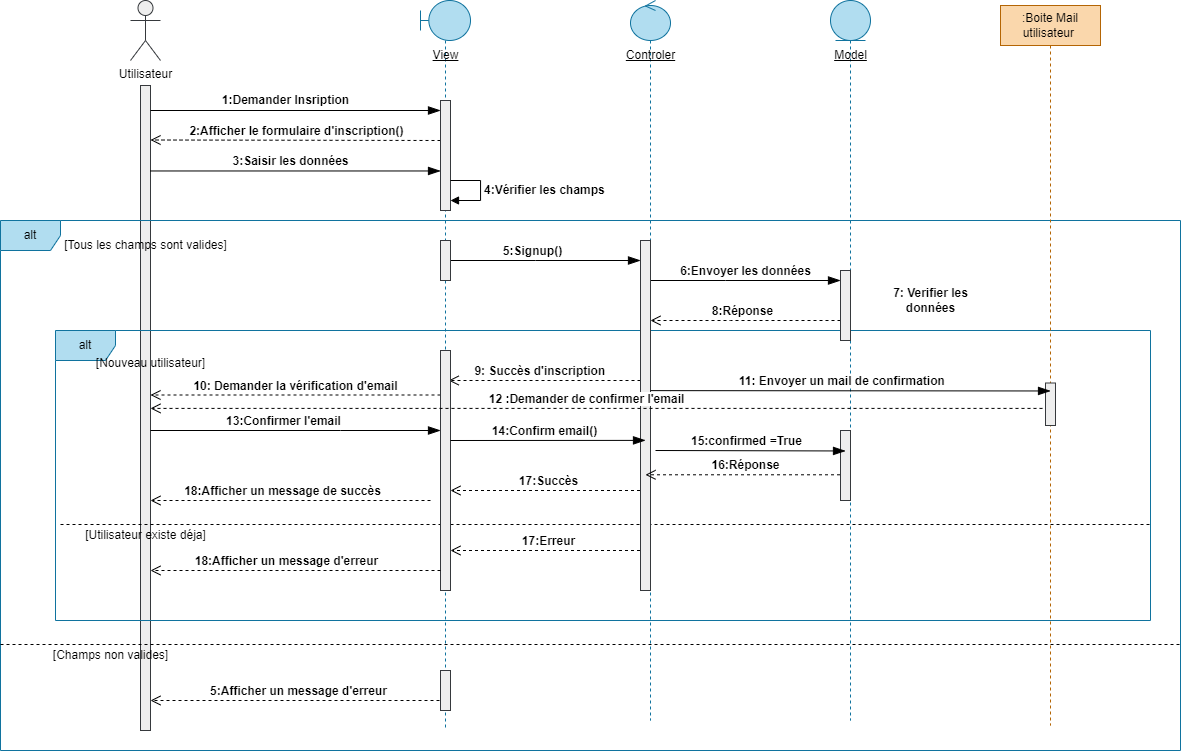 :Boite Mail
utilisateur
View
Controler
Model
Utilisateur
1:Demander Insription
2:Afficher le formulaire d'inscription()
3:Saisir les données
4:Vérifier les champs
alt
[Tous les champs sont valides]
5:Signup()
6:Envoyer les données
7: Verifier les
données
8:Réponse
alt
[Nouveau utilisateur]
9: Succès d'inscription
10: Demander la vérification d'email
11: Envoyer un mail de confirmation
12 :Demander de confirmer l'email
13:Confirmer l'email
14:Confirm email()
15:confirmed =True
16:Réponse
17:Succès
18:Afficher un message de succès
[Utilisateur existe déja]
17:Erreur
18:Afficher un message d'erreur
[Champs non valides]
5:Afficher un message d'erreur